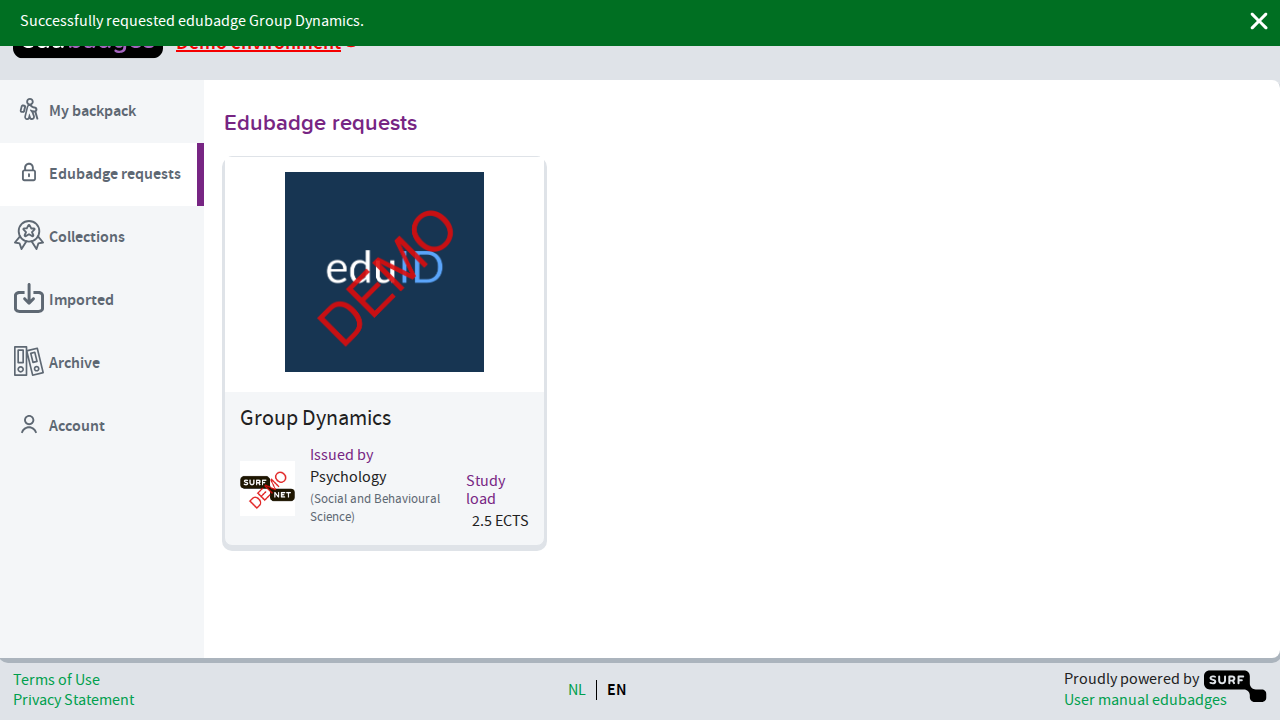 Successfully requested edubadge Group Dynamics.
edubadges Demo environment
My backpack
Edubadge requests
Collections
Imported
Archive
Account
Edubadge requests
eduID
DEMO
Group Dynamics
SURF
NET
DEMO
Issued by
Psychology
(Social and Behavioural
Science)
Study
load
2.5 ECTS
Terms of Use
Privacy Statement
NL EN
Proudly powered by SURF
User manual edubadges